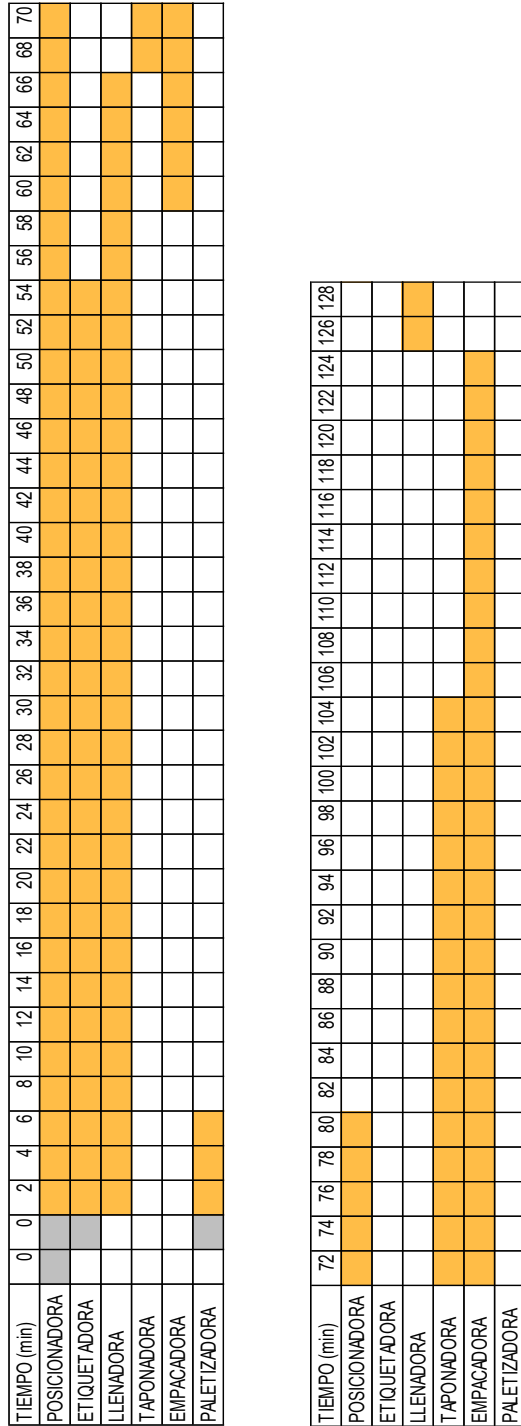 TIEMPO (min) 0 0 2 4 6 8 10 12 14 16 18 20 22 24 26 28 30 32 34 36 38 40 42 44 46 48 50 52 54 56 58 60 62 64 66 68 70
POSICIONADORA
ETIQUETADORA
LLENADORA
TAPONADORA
EMPACADORA
PALETIZADORA
TIEMPO (min) 72 74 76 78 80 82 84 86 88 90 92 94 96 98 100 102 104 106 108 110 112 114 116 118 120 122 124 126 128
POSICIONADORA
ETIQUETADORA
LLENADORA
TAPONADORA
EMPACADORA
PALETIZADORA